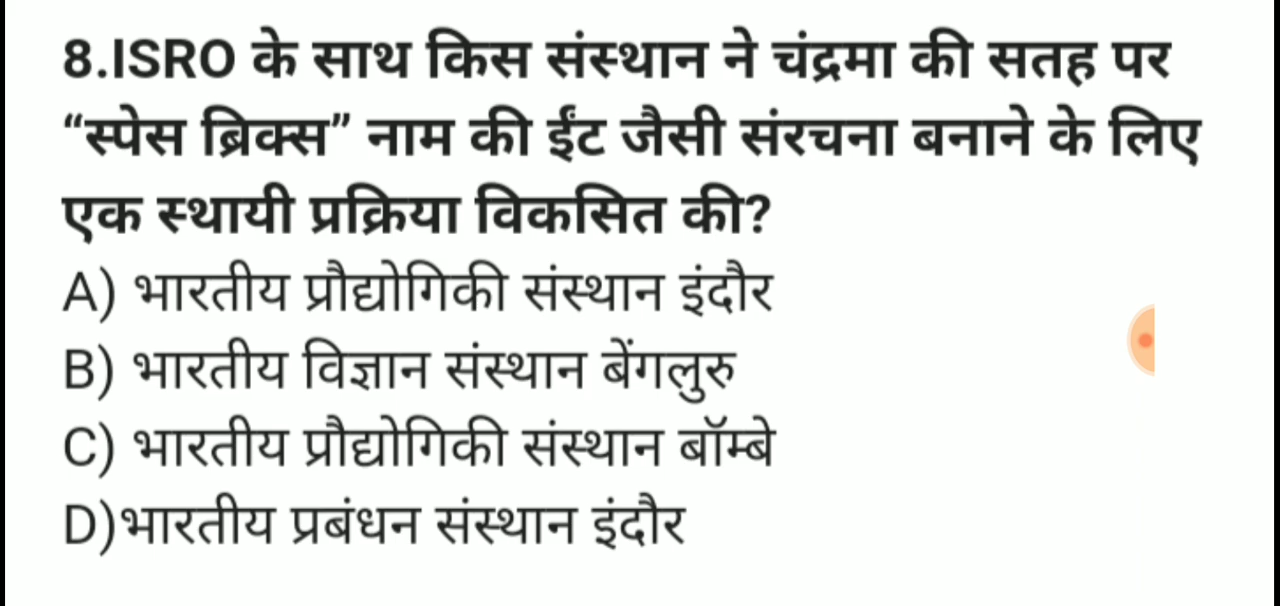 8.ISRO के साथ किस संस्थान ने चंद्रमा की सतह पर
“स्पेस ब्रिक्स” नाम की ईंट जैसी संरचना बनाने के लिए
एक स्थायी प्रक्रिया विकसित की?
A) भारतीय प्रौद्योगिकी संस्थान इंदौर
B) भारतीय विज्ञान संस्थान बेंगलुरु
C) भारतीय प्रौद्योगिकी संस्थान बॉम्बे
D)भारतीय प्रबंधन संस्थान इंदौर